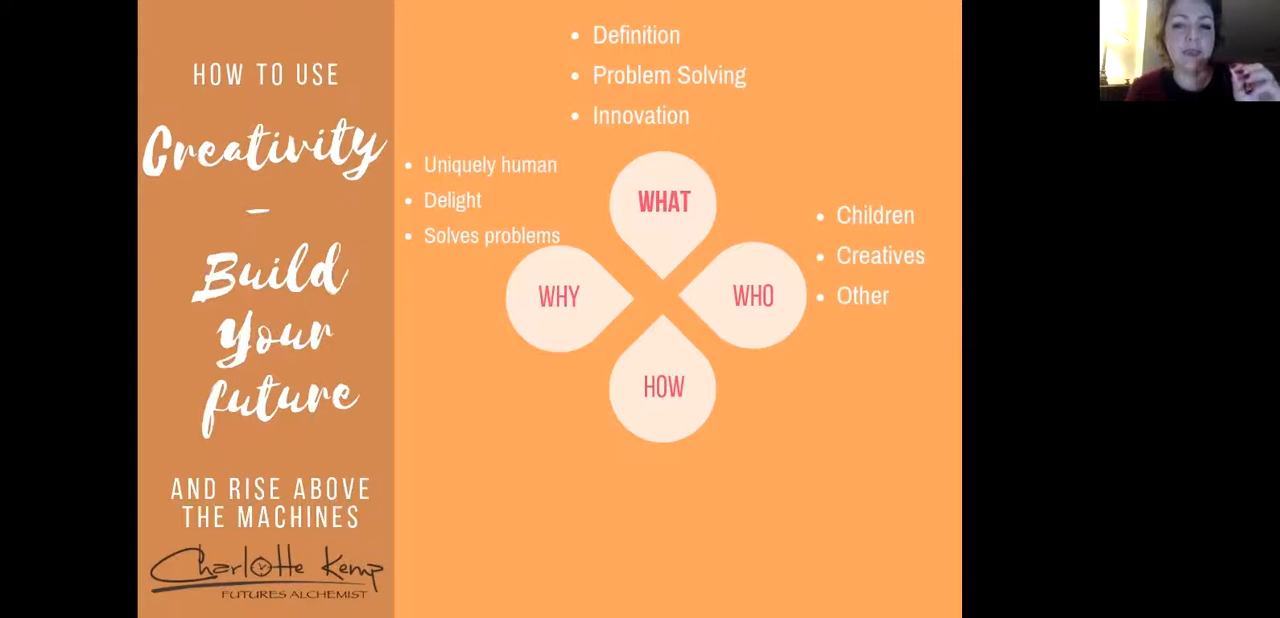 HOW TO USE
Creativity
–
Build
Your
future
AND RISE ABOVE
THE MACHINES
Charlotte Kemp
FUTURES ALCHEMIST
• Definition
• Problem Solving
• Innovation
• Uniquely human
• Delight
• Solves problems
WHAT
• Children
• Creatives
• Other
WHY
WHO
HOW